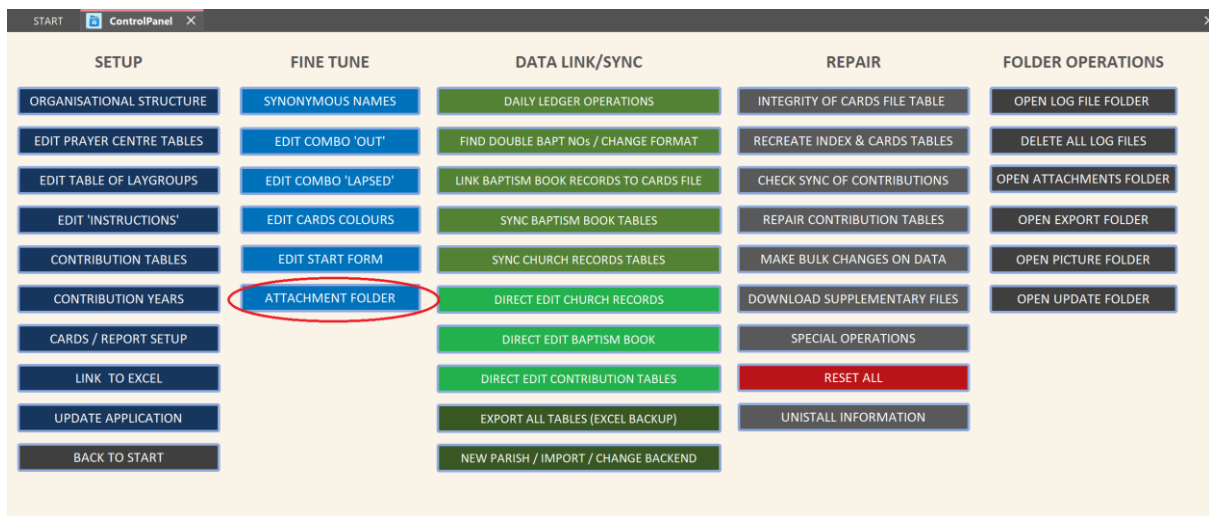 START ControlPanel
SETUP
ORGANISATIONAL STRUCTURE
EDIT PRAYER CENTRE TABLES
EDIT TABLE OF LAYGROUPS
EDIT 'INSTRUCTIONS'
CONTRIBUTION TABLES
CONTRIBUTION YEARS
CARDS / REPORT SETUP
LINK TO EXCEL
UPDATE APPLICATION
BACK TO START
FINE TUNE
SYNONYMOUS NAMES
EDIT COMBO 'OUT'
EDIT COMBO 'LAPSED'
EDIT CARDS COLOURS
EDIT START FORM
ATTACHMENT FOLDER
DATA LINK/SYNC
DAILY LEDGER OPERATIONS
FIND DOUBLE BAPT NOs / CHANGE FORMAT
LINK BAPTISM BOOK RECORDS TO CARDS FILE
SYNC BAPTISM BOOK TABLES
SYNC CHURCH RECORDS TABLES
DIRECT EDIT CHURCH RECORDS
DIRECT EDIT BAPTISM BOOK
DIRECT EDIT CONTRIBUTION TABLES
EXPORT ALL TABLES (EXCEL BACKUP)
NEW PARISH / IMPORT / CHANGE BACKEND
REPAIR
INTEGRITY OF CARDS FILE TABLE
RECREATE INDEX & CARDS TABLES
CHECK SYNC OF CONTRIBUTIONS
REPAIR CONTRIBUTION TABLES
MAKE BULK CHANGES ON DATA
DOWNLOAD SUPPLEMENTARY FILES
SPECIAL OPERATIONS
RESET ALL
UNISTALL INFORMATION
FOLDER OPERATIONS
OPEN LOG FILE FOLDER
DELETE ALL LOG FILES
OPEN ATTACHMENTS FOLDER
OPEN EXPORT FOLDER
OPEN PICTURE FOLDER
OPEN UPDATE FOLDER